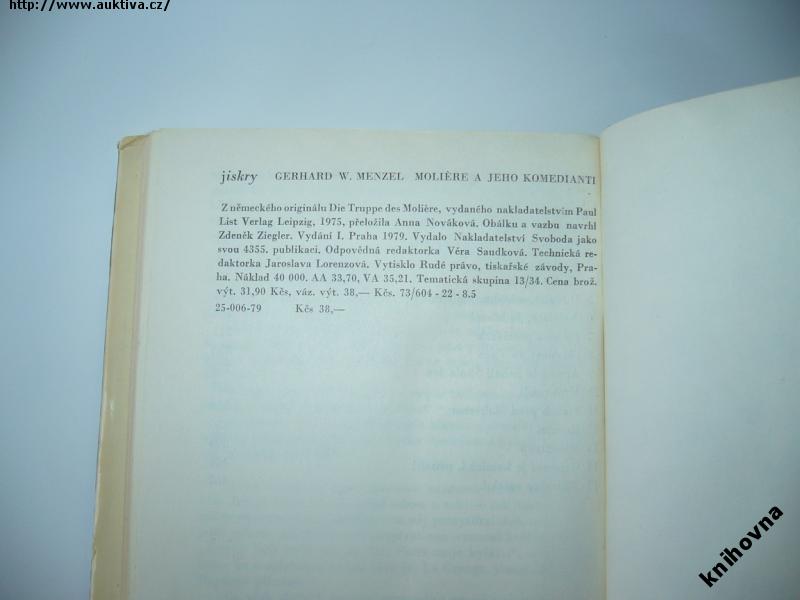 http://www.auktiva.cz/
jiskry GERHARD W. MENZEL MOLIÈRE A JEHO KOMEDIANTI
Z německého originálu Die Truppe des Molière, vydaného nakladatelstvím Paul
List Verlag Leipzig, 1975, přeložila Anna Nováková. Obálku a vazbu navrhl
Zdeněk Ziegler. Vydání I. Praha 1979. Vydalo Nakladatelství Svoboda jako
svou 4355. publikaci. Odpovědná redaktorka Věra Saudková. Technická re-
daktorka Jaroslava Lorenzová. Vytisklo Rudé právo, tiskařské závody, Pra-
ha. Náklad 40 000. AA 33,70, VA 35,21. Tematická skupina 13/34. Cena brož.
výt. 31,90 Kčs, váz. výt. 38,— Kčs. 73/604 - 22 - 8.5
25-006-79 Kčs 38,—
knihovna